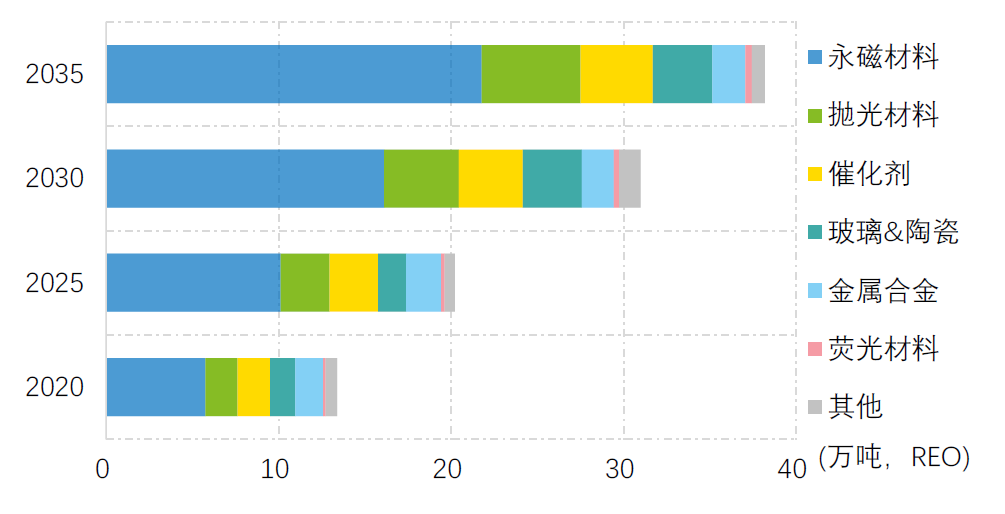 2035
2030
2025
2020
0 10 20 30 40
永磁材料
抛光材料
催化剂
玻璃&陶瓷
金属合金
荧光材料
其他
(万吨，REO)